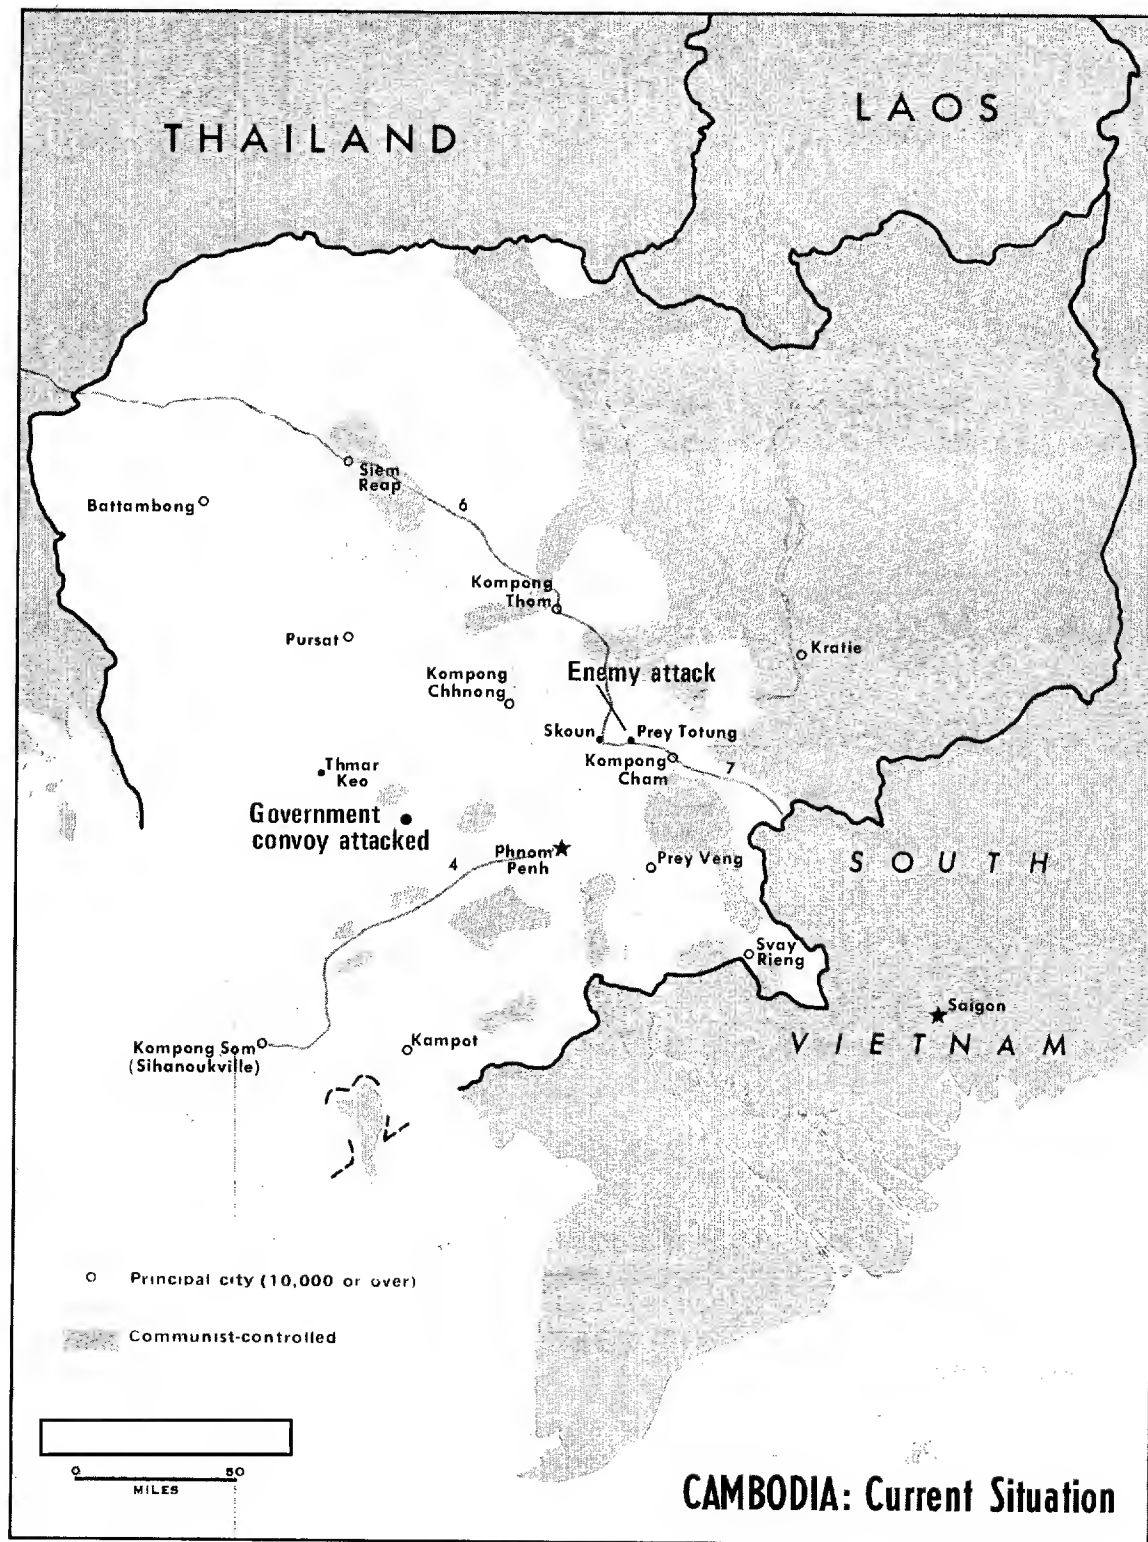 THAILAND
LAOS
Siem
Reap
Battambong
6
Kompong
Thom
Pursat
Kratie
Kompong
Chhnong
Enemy attack
Skoun
Prey Totung
Kompong
Cham
7
Thmar
Keo
Government
convoy attacked
4
Phnom
Penh
Prey Veng
SOUTH
Svay
Rieng
Saigon
VIETNAM
Kompong Som
(Sihanoukville)
Kampot
Principal city (10,000 or over)
Communist-controlled
0 50
MILES
CAMBODIA: Current Situation